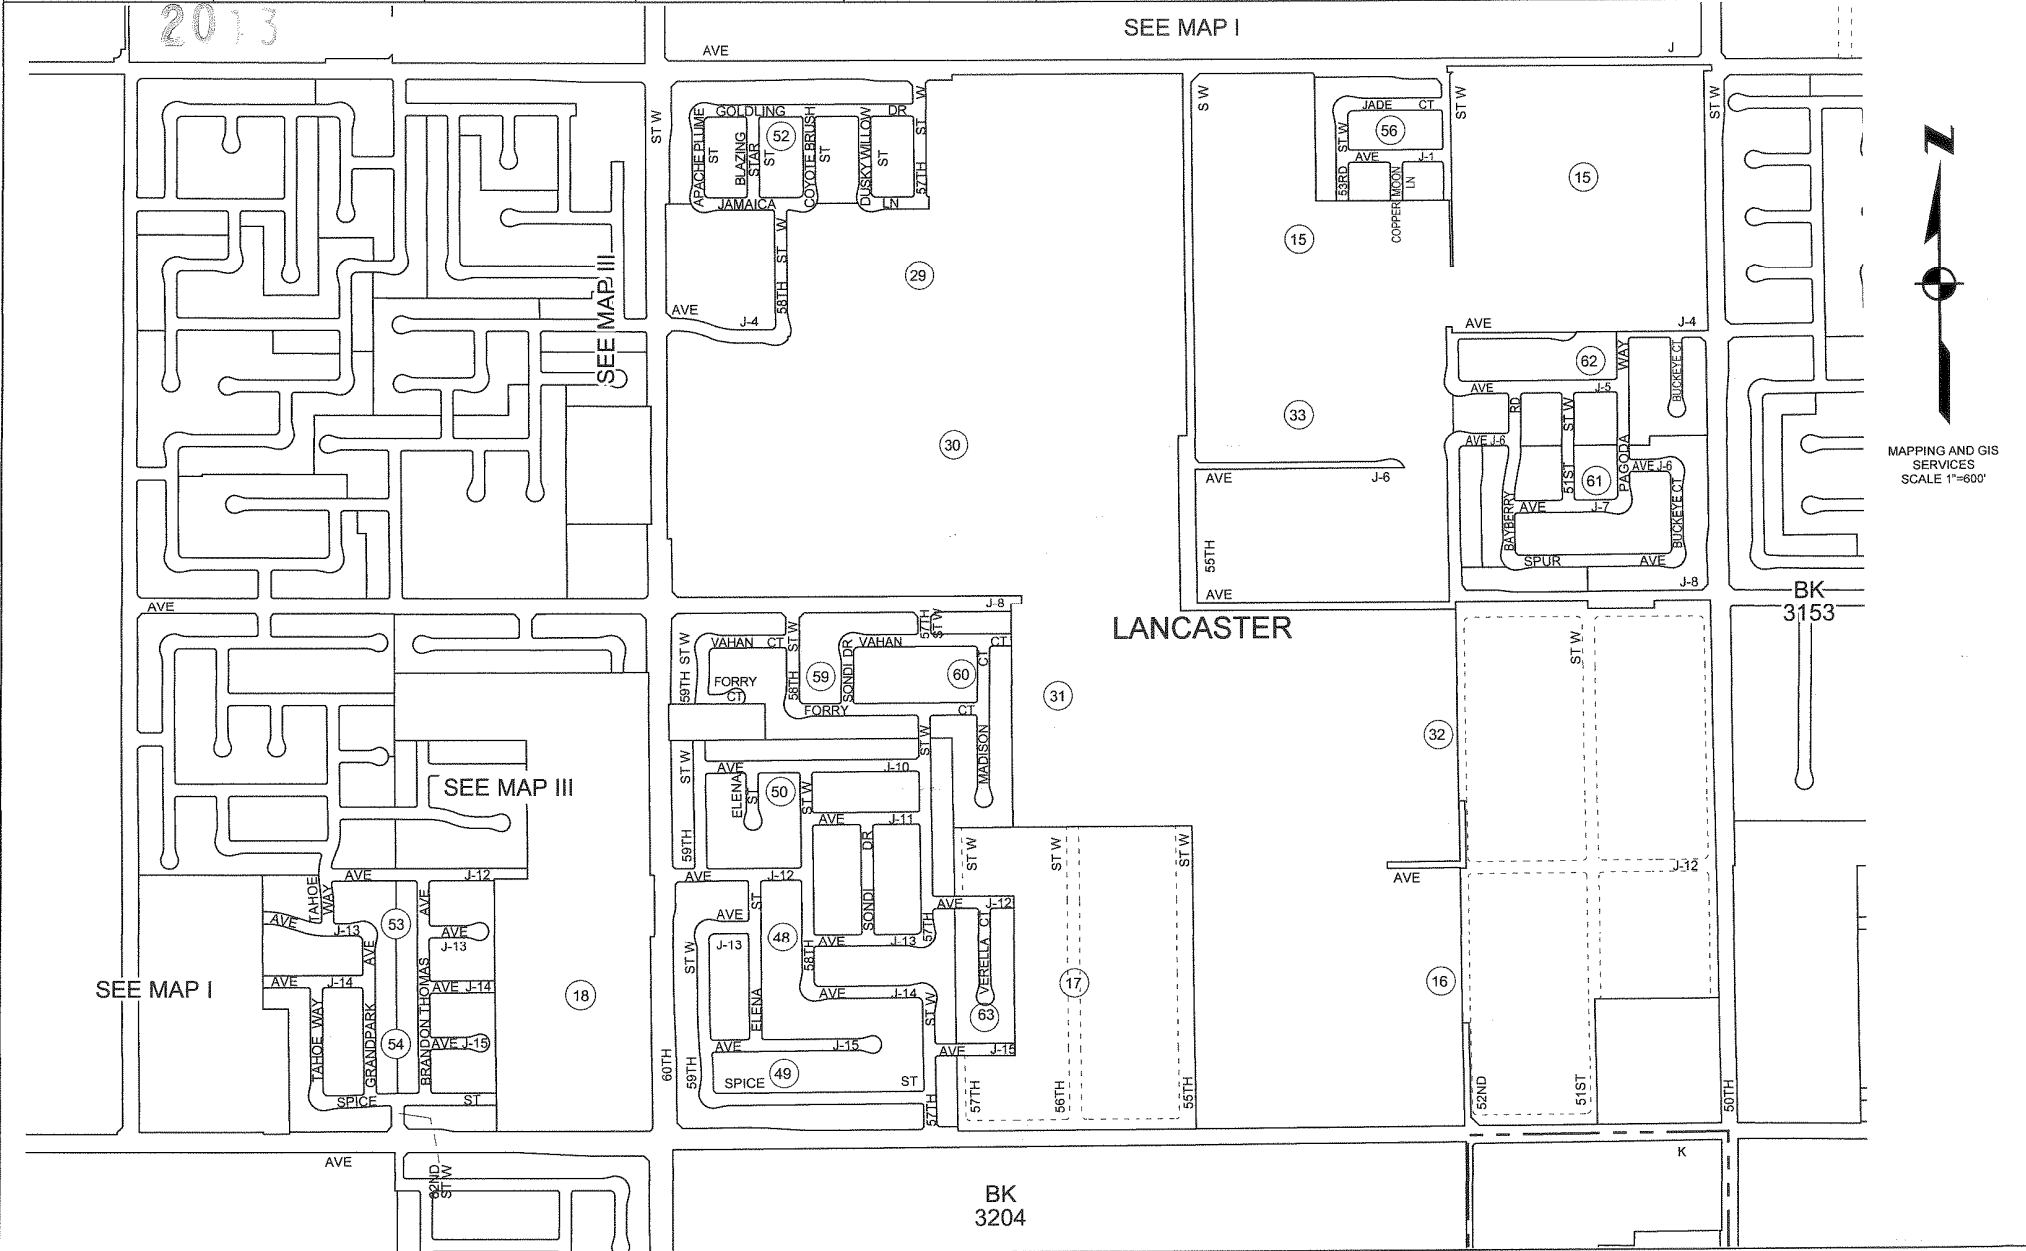 2013
SEE MAP I
AVE J
ST W
GOLDLING DR
APACHE PLUME ST
BLAZING STAR ST
52
COYOTE BRUSH ST
DUSKY WILLOW ST
57TH ST W
JAMAICA LN
58TH ST W
AVE J-4
SEE MAP III
29
30
S W
JADE CT
56
ST W
53RD ST W
AVE J-1
COPPER MOON LN
15
15
33
ST W
AVE J-4
62
WAY
BUCKEYE CT
AVE J-5
RD
ST W
AVE J-6
51ST
61
PAGODA
AVE J-6
BAYBERRY
AVE J-7
BUCKEYE CT
SPUR AVE
J-8
AVE J-6
55TH
AVE
MAPPING AND GIS
SERVICES
SCALE 1"=600'
BK
3153
AVE
J-8
LANCASTER
57TH ST W
59TH ST W
VAHAN CT
58TH ST W
SONDI DR
VAHAN CT
59
60
FORRY CT
FORRY CT
MADISON CT
31
32
ST W
SEE MAP III
ST W
AVE J-10
ELENA ST
50
ST W
AVE J-11
59TH
SONDI DR
ST W
ST W
ST W
ST W
AVE J-12
AVE J-12
TAHOE WAY
AVE J-12
AVE
AVE J-13
53
AVE J-13
AVE J-14
AVE J-14
TAHOE WAY
GRANDPARK AVE
54
BRANDON THOMAS
AVE J-15
SPICE ST
SEE MAP I
18
AVE J-12
ST
AVE J-13
48
ST W
58TH
AVE J-13
57TH
AVE J-12
VERELLA CT
63
AVE J-14
ELENA
ST W
AVE J-15
49
AVE J-15
SPICE ST
60TH
59TH
57TH
57TH
56TH
55TH
17
16
52ND
51ST
50TH
AVE K
62ND ST W
BK
3204